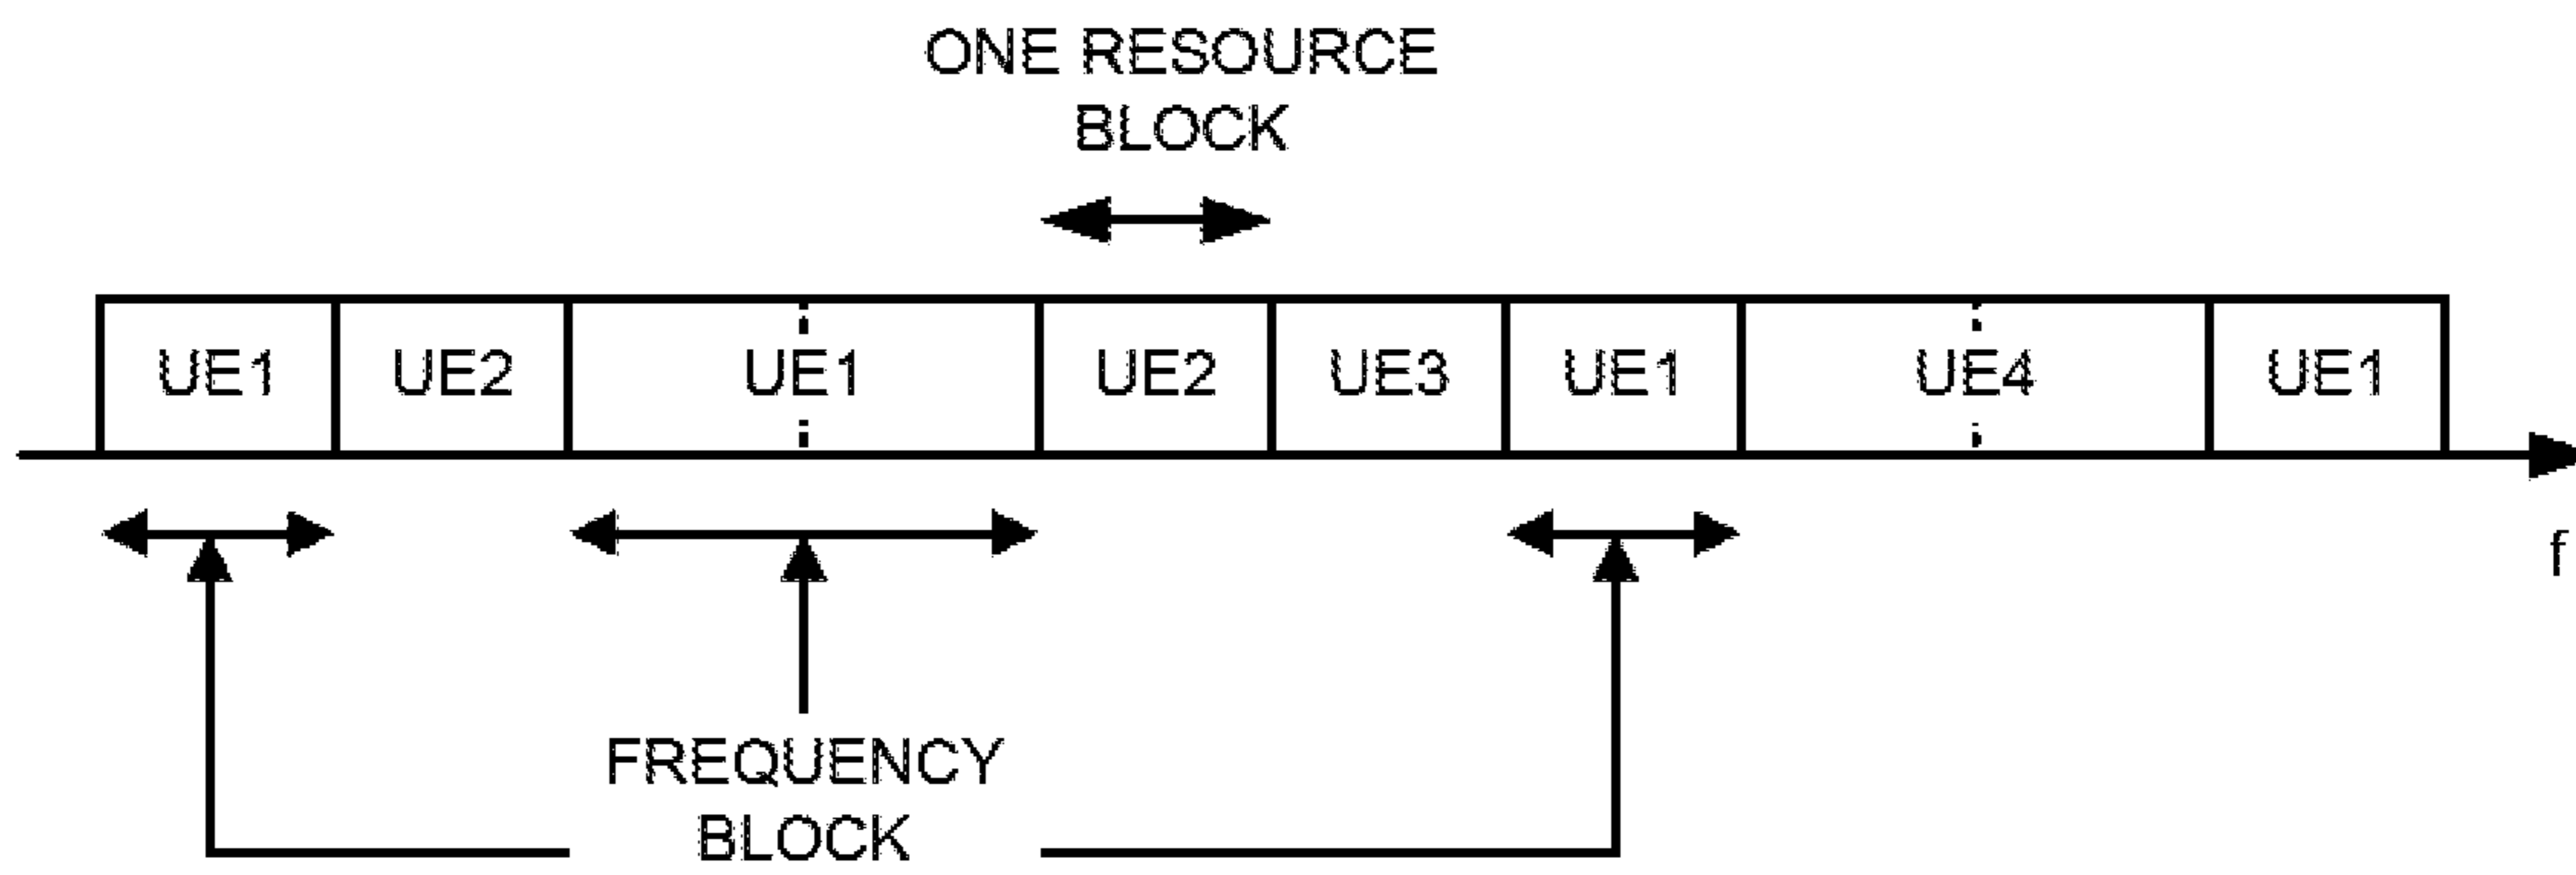 ONE RESOURCE
BLOCK
UE1 UE2 UE1 UE2 UE3 UE1 UE4 UE1
f
FREQUENCY
BLOCK